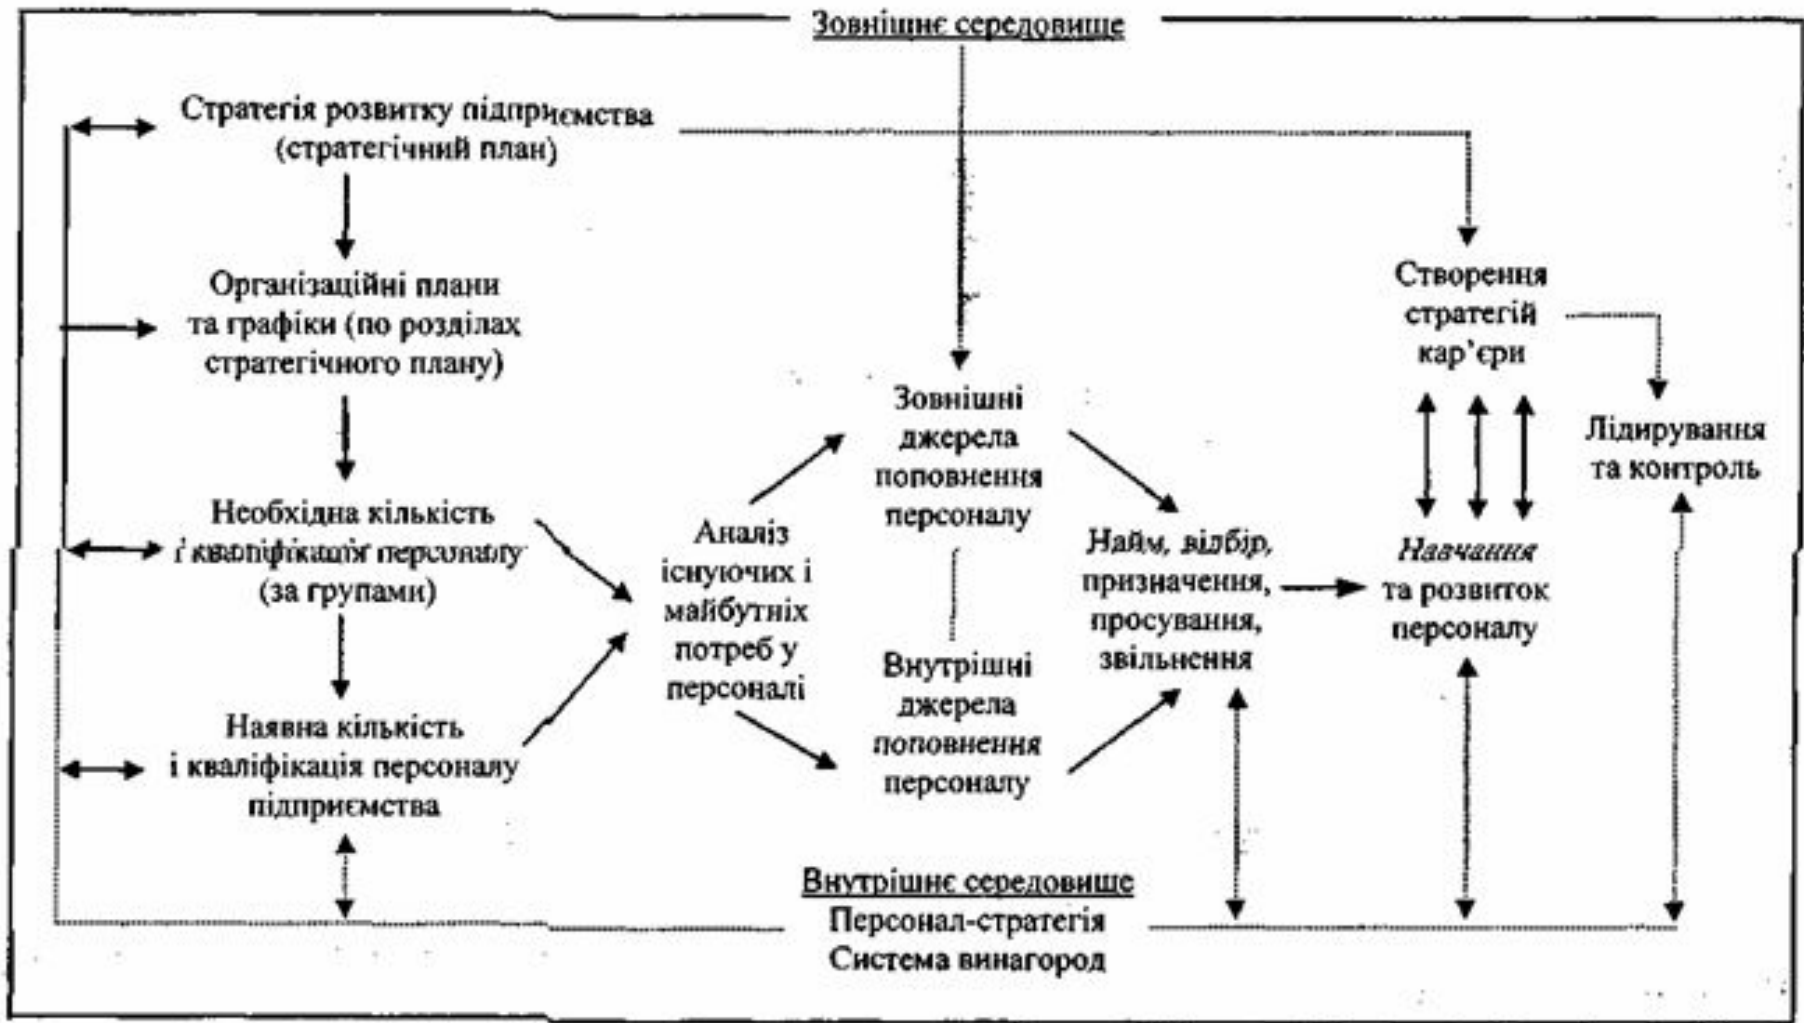 Зовнішнє середовище
Стратегія розвитку підприємства
(стратегічний план)
Організаційні плани
та графіки (по розділах
стратегічного плану)
Необхідна кількість
і кваліфікація персоналу
(за групами)
Наявна кількість
і кваліфікація персоналу
підприємства
Аналіз
існуючих і
майбутніх
потреб у
персоналі
Зовнішні
джерела
поповнення
персоналу
Внутрішні
джерела
поповнення
персоналу
Найм, відбір,
призначення,
просування,
звільнення
Створення
стратегій
кар’єри
Навчання
та розвиток
персоналу
Лідирування
та контроль
Внутрішнє середовище
Персонал-стратегія
Система винагород